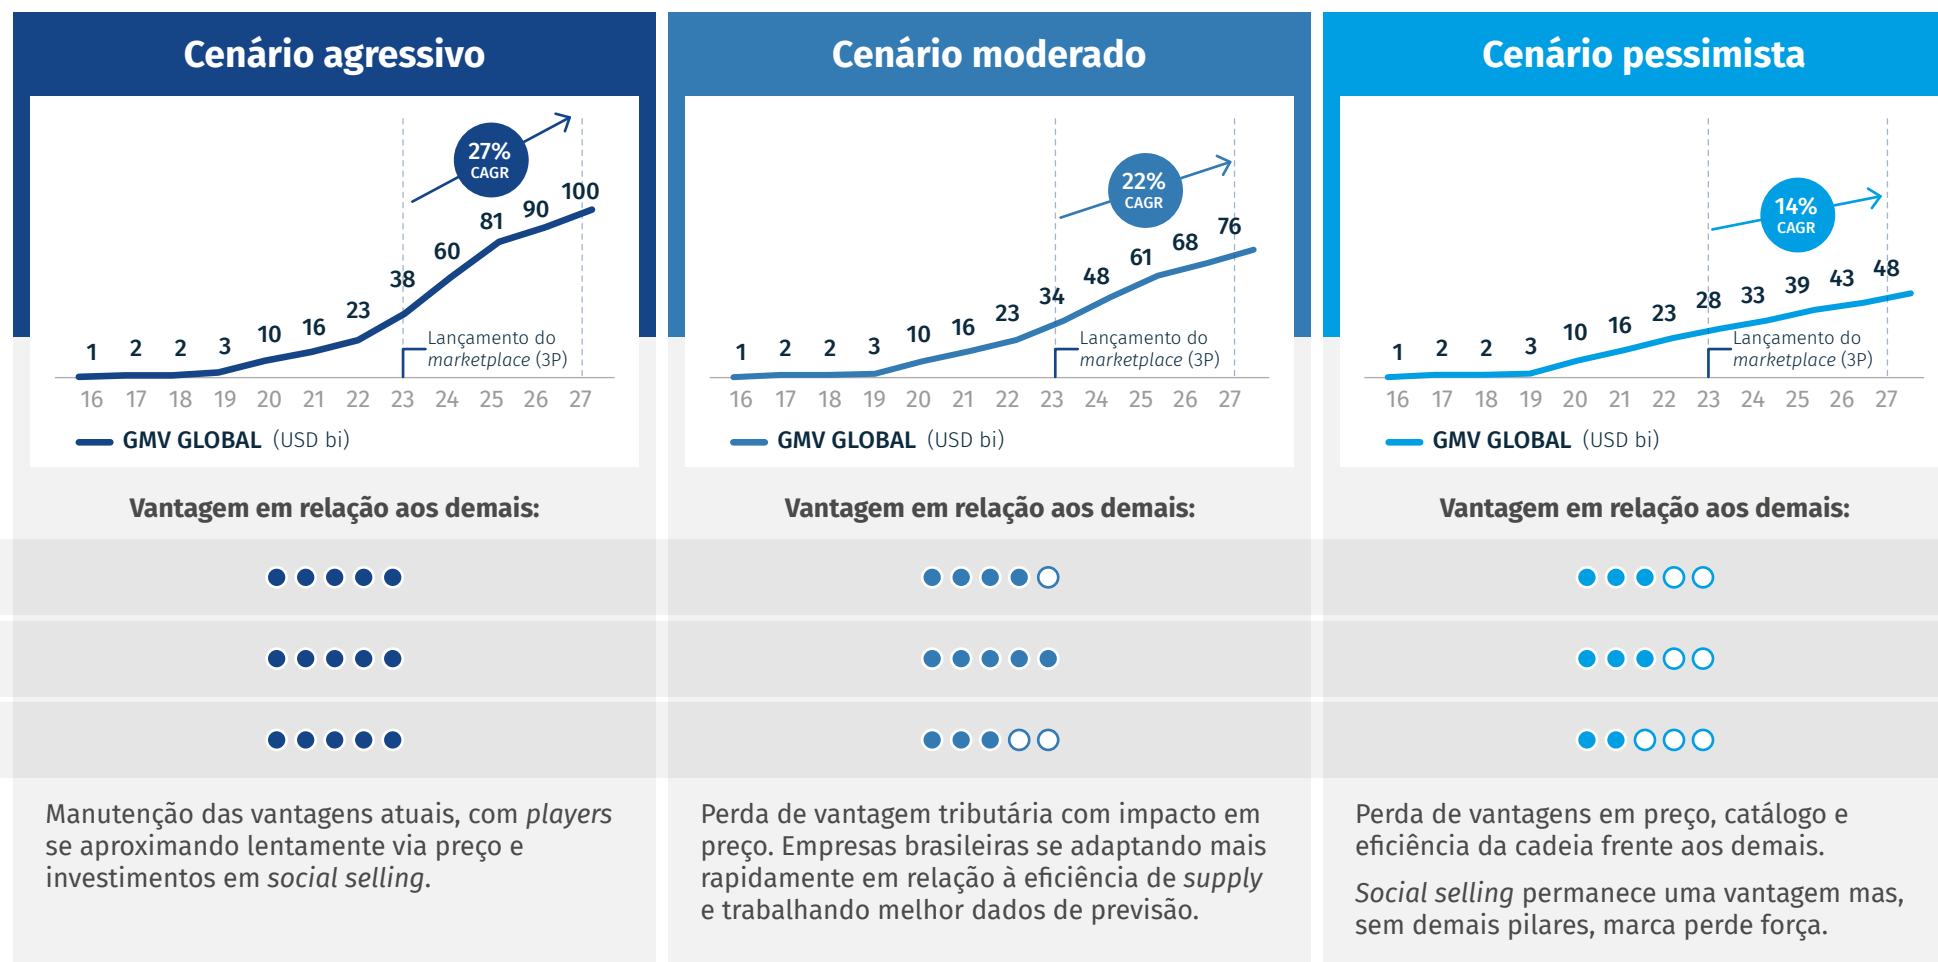 Cenário agressivo
27%
CAGR
1
2
2
3
10
16
23
38
60
81
90
100
Lançamento do
marketplace (3P)
16 17 18 19 20 21 22 23 24 25 26 27
GMV GLOBAL (USD bi)
Vantagem em relação aos demais:
Manutenção das vantagens atuais, com players
se aproximando lentamente via preço e
investimentos em social selling.
Cenário moderado
22%
CAGR
1
2
2
3
10
16
23
34
48
61
68
76
Lançamento do
marketplace (3P)
16 17 18 19 20 21 22 23 24 25 26 27
GMV GLOBAL (USD bi)
Vantagem em relação aos demais:
Perda de vantagem tributária com impacto em
preço. Empresas brasileiras se adaptando mais
rapidamente em relação à eficiência de supply
e trabalhando melhor dados de previsão.
Cenário pessimista
14%
CAGR
1
2
2
3
10
16
23
28
33
39
43
48
Lançamento do
marketplace (3P)
16 17 18 19 20 21 22 23 24 25 26 27
GMV GLOBAL (USD bi)
Vantagem em relação aos demais:
Perda de vantagens em preço, catálogo e
eficiência da cadeia frente aos demais.
Social selling permanece uma vantagem mas,
sem demais pilares, marca perde força.